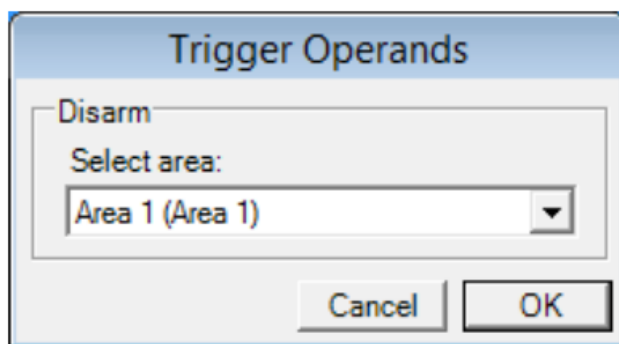 Trigger Operands
Disarm
Select area:
Area 1 (Area 1)
Cancel OK